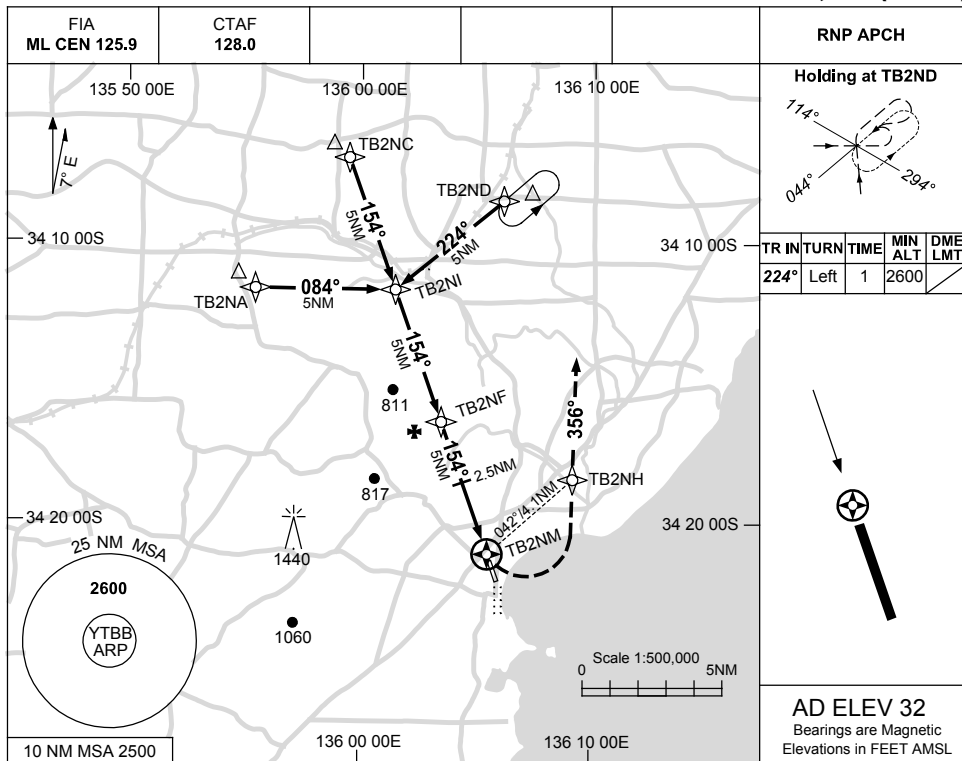 FIA
ML CEN 125.9
CTAF
128.0
RNP APCH
135 50 00E
136 00 00E
136 10 00E
7° E
TB2NC
154°
5NM
TB2ND
224°
5NM
34 10 00S
34 10 00S
TB2NA
084°
5NM
TB2NI
154°
5NM
811
TB2NF
154°
5NM
2.5NM
356°
817
TB2NH
042°/4.1NM
TB2NM
34 20 00S
34 20 00S
1440
25 NM MSA
2600
YTBB
ARP
1060
Scale 1:500,000
0
5NM
10 NM MSA 2500
136 00 00E
136 10 00E
Holding at TB2ND
114°
044°
294°
TR IN TURN TIME MIN ALT DME LMT
224° Left 1 2600
AD ELEV 32
Bearings are Magnetic
Elevations in FEET AMSL